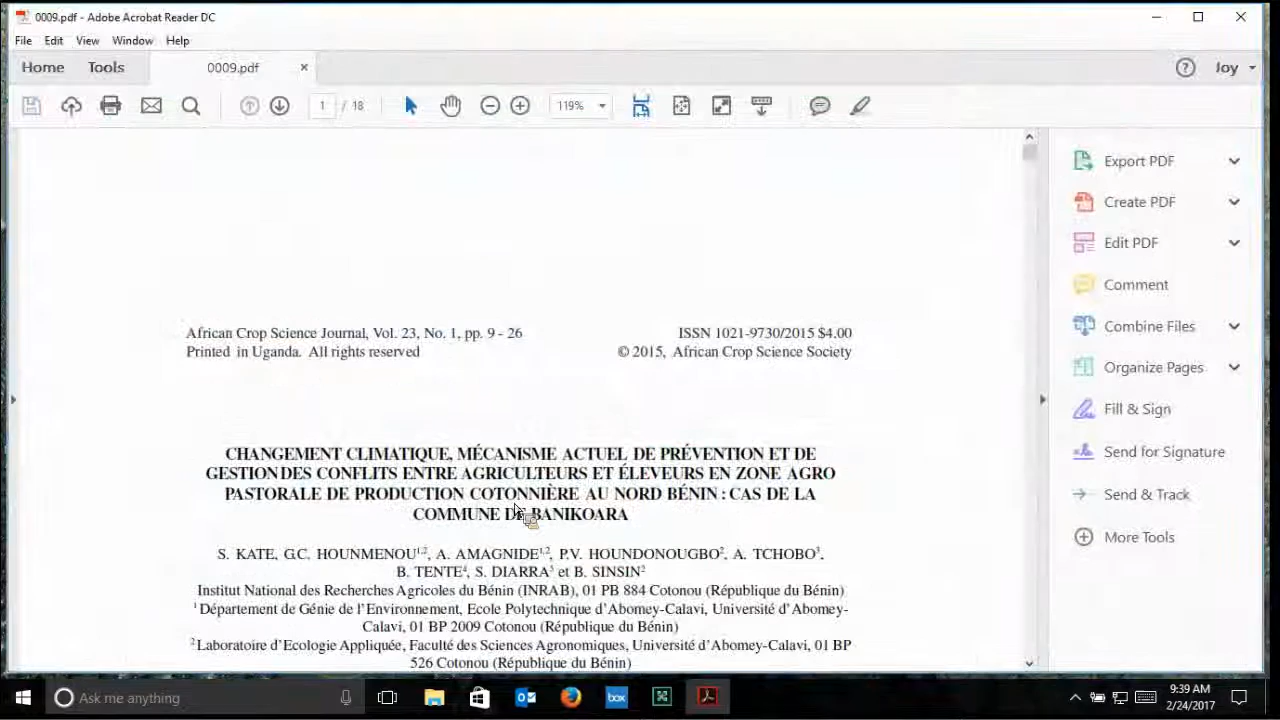 0009.pdf - Adobe Acrobat Reader DC
File Edit View Window Help
Home Tools 0009.pdf × Joy
1 / 18 119%
African Crop Science Journal, Vol. 23, No. 1, pp. 9 - 26 ISSN 1021-9730/2015 $4.00
Printed in Uganda. All rights reserved © 2015, African Crop Science Society
CHANGEMENT CLIMATIQUE, MÉCANISME ACTUEL DE PRÉVENTION ET DE
GESTION DES CONFLITS ENTRE AGRICULTEURS ET ÉLEVEURS EN ZONE AGRO
PASTORALE DE PRODUCTION COTONNIÈRE AU NORD BÉNIN : CAS DE LA
COMMUNE DE BANIKOARA
S. KATE, G.C. HOUNMENOU1,2, A. AMAGNIDE1,2, P.V. HOUNDONOUGBO2, A. TCHOBO3,
B. TENTE4, S. DIARRA5 et B. SINSIN2
Institut National des Recherches Agricoles du Bénin (INRAB), 01 PB 884 Cotonou (République du Bénin)
1Département de Génie de l'Environnement, Ecole Polytechnique d'Abomey-Calavi, Université d'Abomey-
Calavi, 01 BP 2009 Cotonou (République du Bénin)
2Laboratoire d'Ecologie Appliquée, Faculté des Sciences Agronomiques, Université d'Abomey-Calavi, 01 BP
526 Cotonou (République du Bénin)
Export PDF
Create PDF
Edit PDF
Comment
Combine Files
Organize Pages
Fill & Sign
Send for Signature
Send & Track
More Tools
Ask me anything
box
9:39 AM
2/24/2017